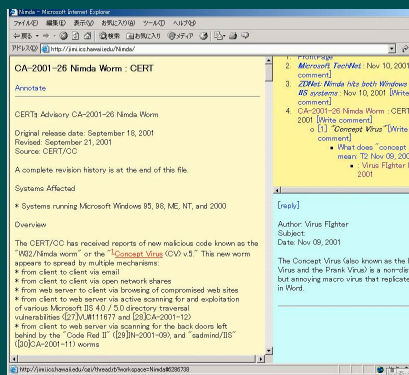 Nimda - Microsoft Internet Explorer
ファイル(F) 編集(E) 表示(V) お気に入り(A) ツール(T) ヘルプ(H)
戻る 検索 お気に入り メディア
アドレス(D) http://jimi.ics.hawaii.edu/Nimda/
CA-2001-26 Nimda Worm : CERT
Annotate
CERT® Advisory CA-2001-26 Nimda Worm
Original release date: September 18, 2001
Revised: September 21, 2001
Source: CERT/CC
A complete revision history is at the end of this file.
Systems Affected
* Systems running Microsoft Windows 95, 98, ME, NT, and 2000
Overview
The CERT/CC has received reports of new malicious code known as the
"W32/Nimda worm" or the "1Concept Virus (CV) v.5." This new worm
appears to spread by multiple mechanisms:
* from client to client via email
* from client to client via open network shares
* from web server to client via browsing of compromised web sites
* from client to web server via active scanning for and exploitation
of various Microsoft IIS 4.0 / 5.0 directory traversal
vulnerabilities ([27]VU#111677 and [28]CA-2001-12)
* from client to web server via scanning for the back doors left
behind by the "Code Red II" ([29]IN-2001-09), and "sadmind/IIS"
([30]CA-2001-11) worms
1. FrontPage
2. Microsoft TechNet : Nov 10, 2001
comment]
3. ZDNet: Nimda hits both Windows
IIS systems : Nov 10, 2001 [Write
comment]
4. CA-2001-26 Nimda Worm : CERT
2001 [Write comment]
[1] "Concept Virus" [Write
comment]
What does "concept
mean: T2 Nov 09, 200
: Virus Fighter
2001
[reply]
Author: Virus Fighter
Subject:
Date: Nov 09, 2001
The Concept Virus (also known as the
Virus and the Prank Virus) is a non-des
but annoying macro virus that replicate
in Word.
http://jimi.ics.hawaii.edu/cgi/thread.tf?workspace=Nimda#6286738